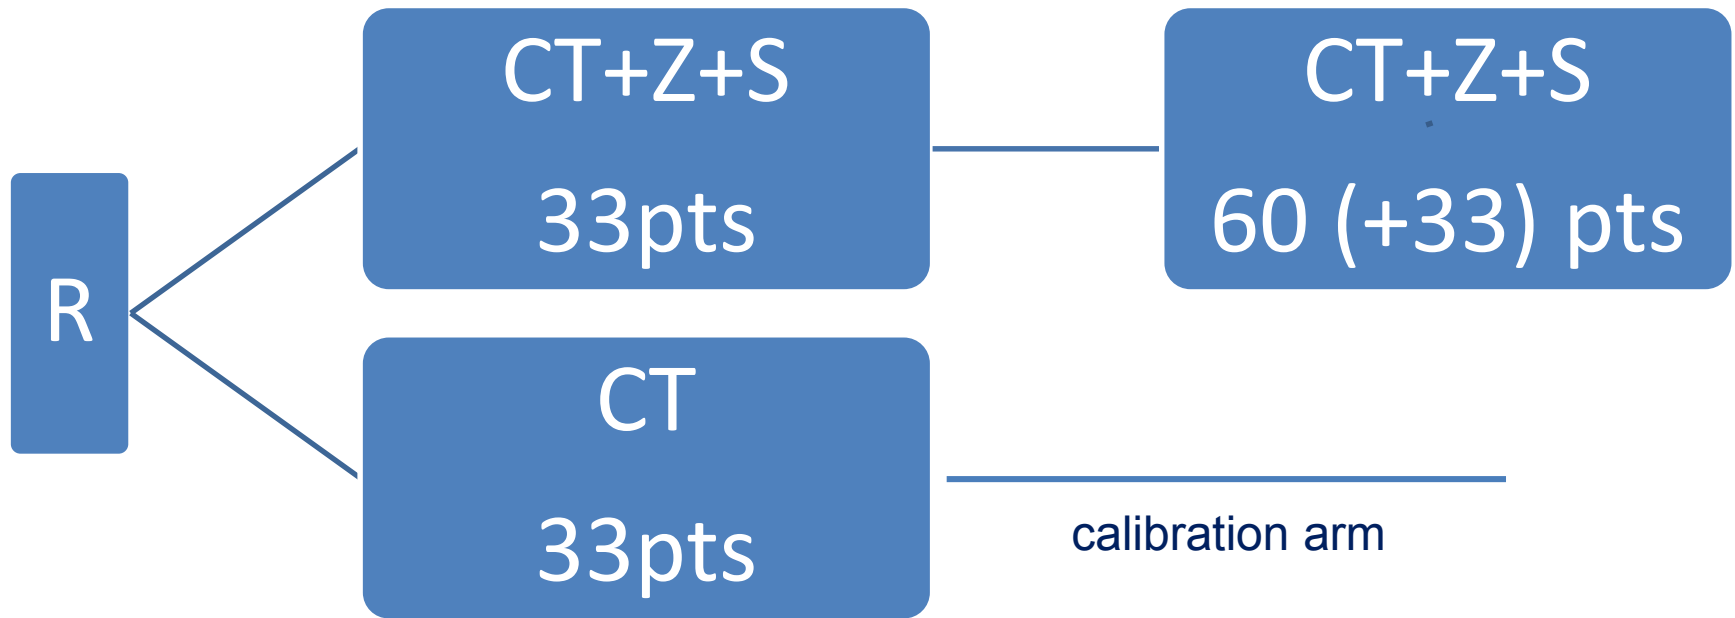 R
CT+Z+S
33pts
CT+Z+S
60 (+33) pts
CT
33pts
calibration arm